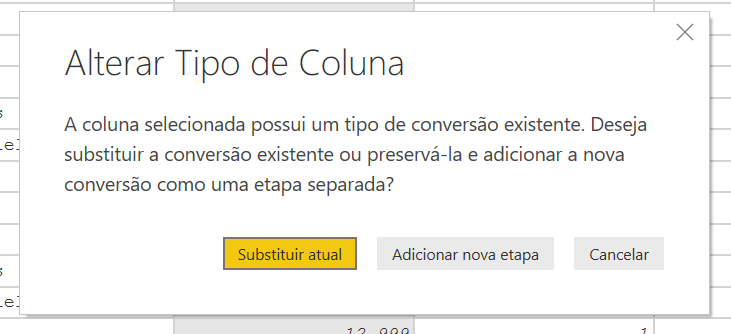 Alterar Tipo de Coluna
A coluna selecionada possui um tipo de conversão existente. Deseja
substituir a conversão existente ou preservá-la e adicionar a nova
conversão como uma etapa separada?
Substituir atual Adicionar nova etapa Cancelar